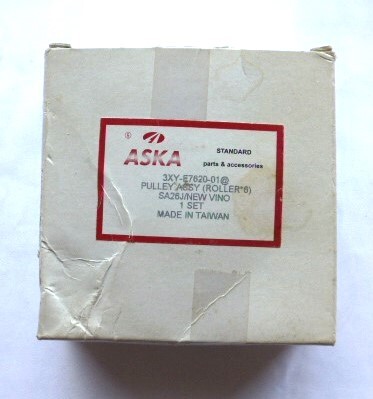 ASKA
STANDARD
parts & accessories
3XY-E7620-01@
PULLEY ASSY (ROLLER*6)
SA26J/NEW VINO
1 SET
MADE IN TAIWAN